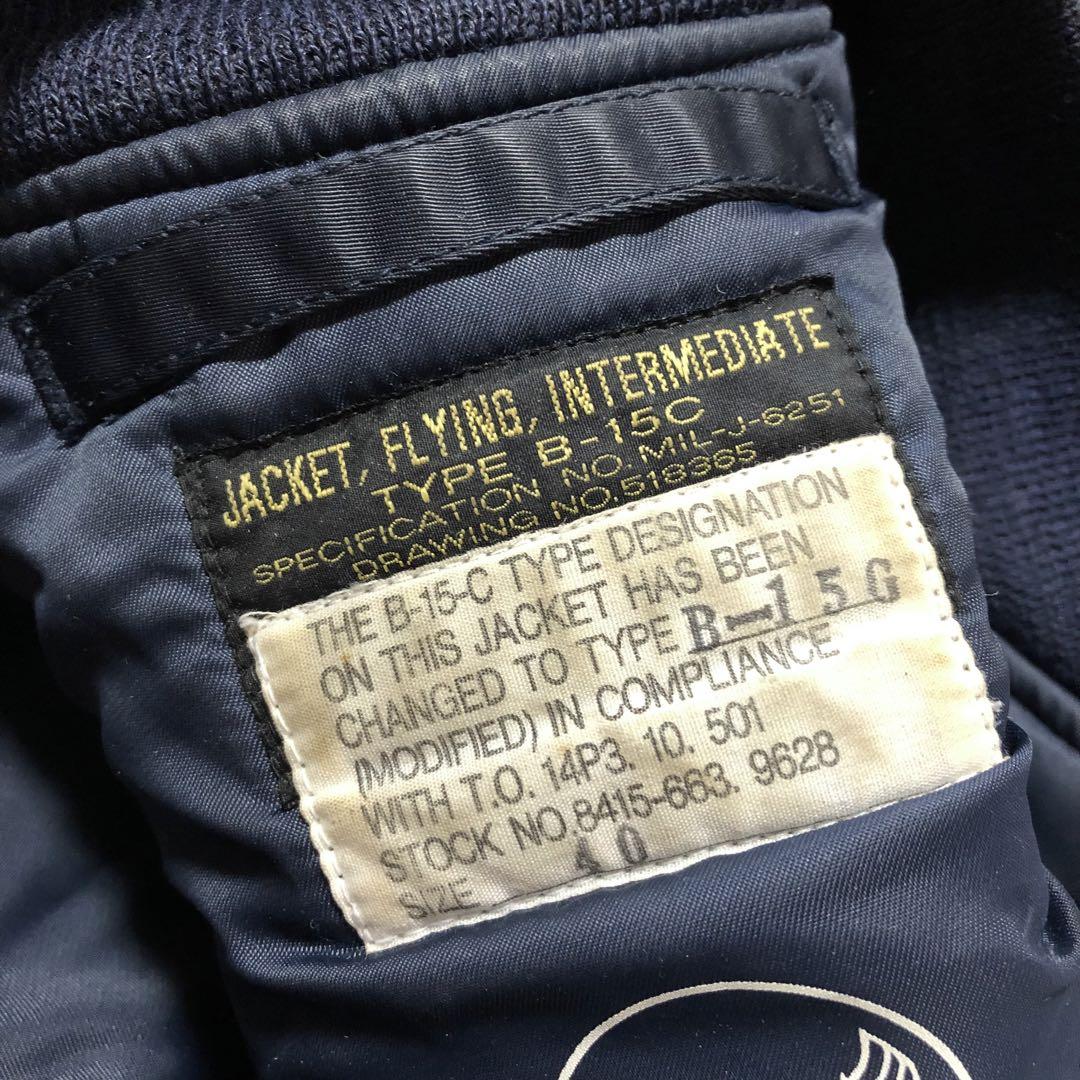 JACKET, FLYING, INTERMEDIATE
TYPE B-15C
SPECIFICATION NO. MIL-J-6251
DRAWING NO. 519365
THE B-15-C TYPE DESIGNATION
ON THIS JACKET HAS BEEN
CHANGED TO TYPE B-15G
(MODIFIED) IN COMPLIANCE
WITH T.O. 14P3. 10. 501
STOCK NO. 8415-663. 9628
SIZE 40